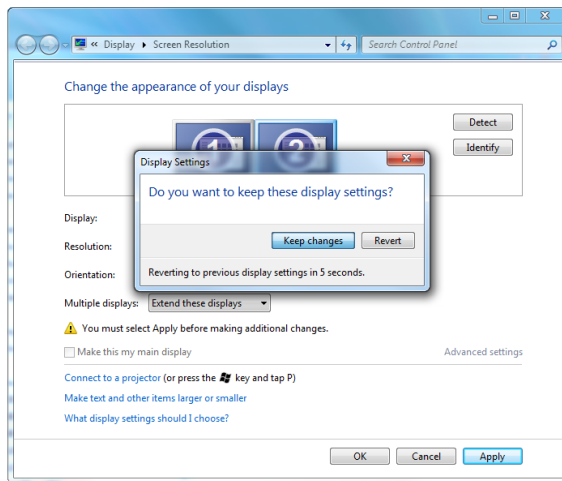 « Display ▸ Screen Resolution
Search Control Panel
Change the appearance of your displays
1
2
Detect
Identify
Display Settings
Do you want to keep these display settings?
Keep changes
Revert
Reverting to previous display settings in 5 seconds.
Display:
Resolution:
Orientation:
Multiple displays:
Extend these displays
You must select Apply before making additional changes.
Make this my main display
Advanced settings
Connect to a projector (or press the key and tap P)
Make text and other items larger or smaller
What display settings should I choose?
OK
Cancel
Apply